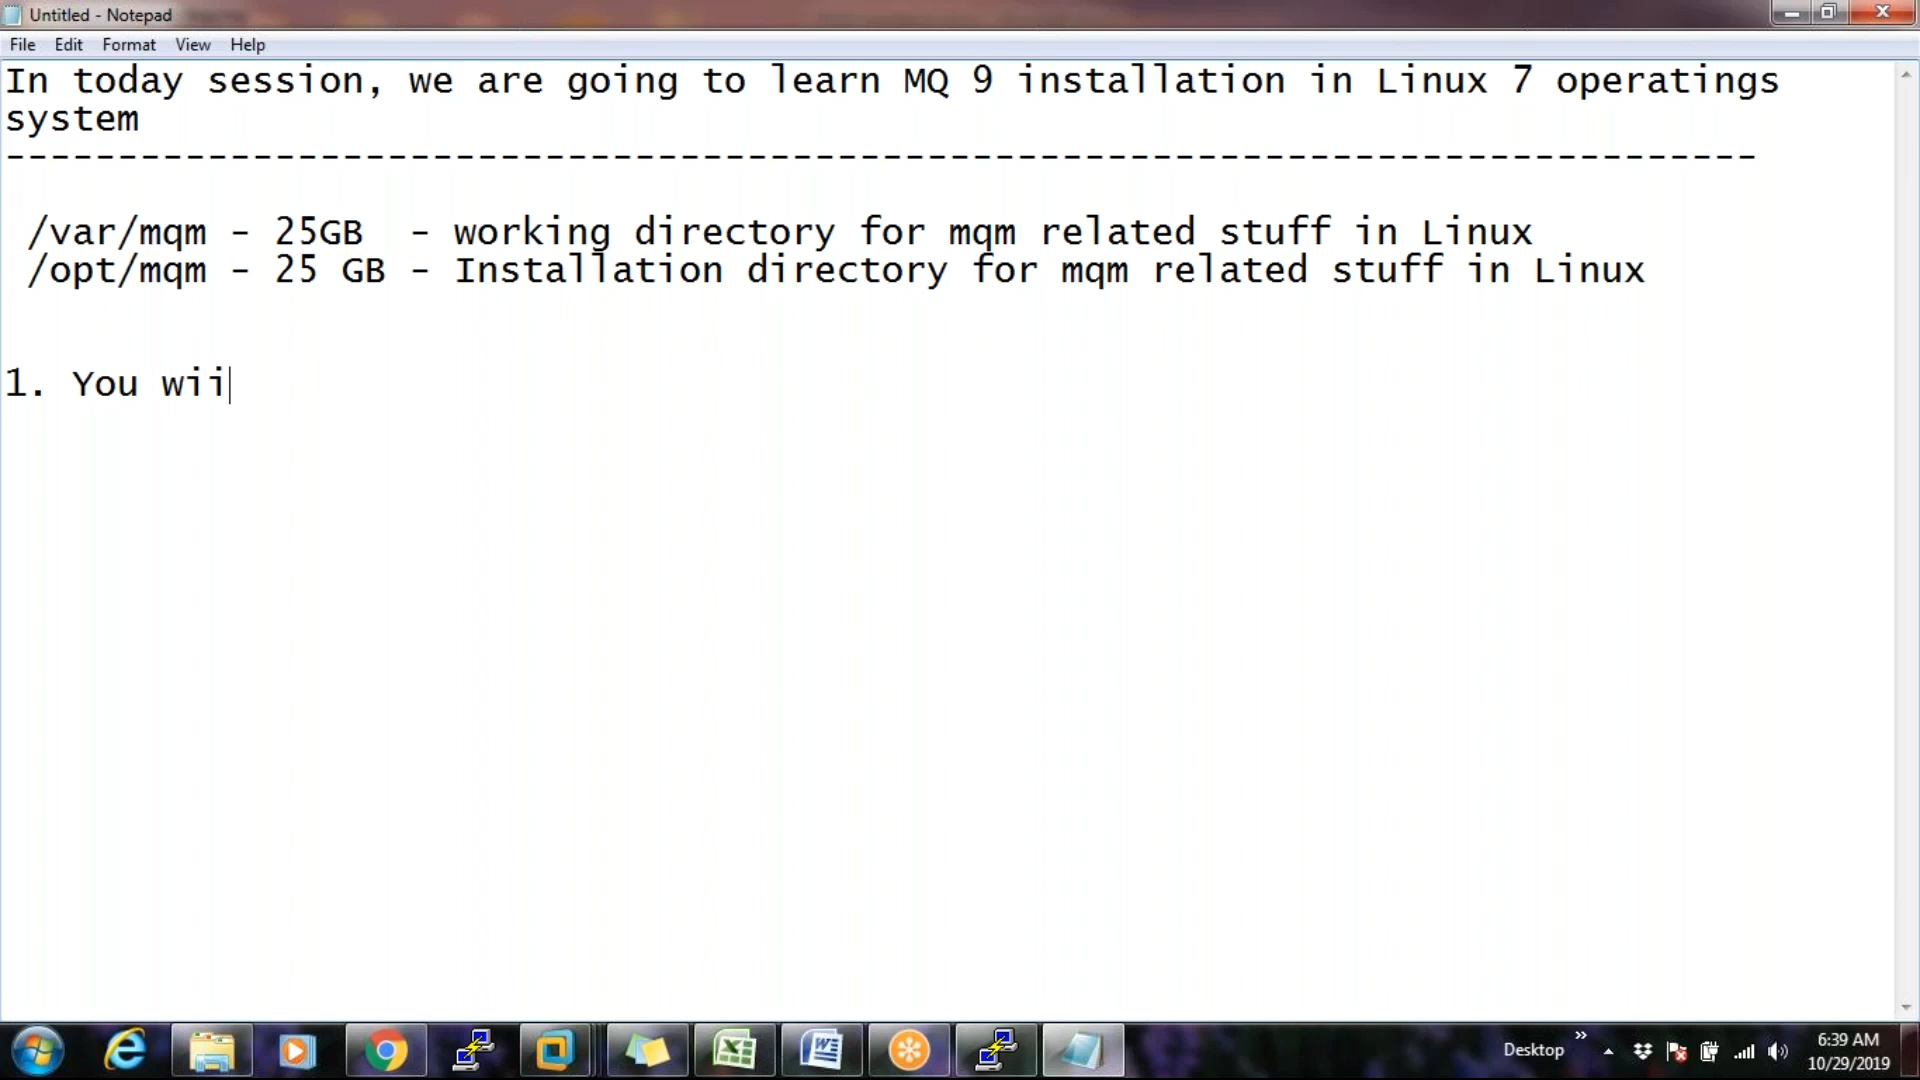 Untitled - Notepad
File Edit Format View Help
In today session, we are going to learn MQ 9 installation in Linux 7 operatings
system
------------------------------------------------------------------------------
/var/mqm - 25GB  - working directory for mqm related stuff in Linux
/opt/mqm - 25 GB - Installation directory for mqm related stuff in Linux
1. You wii
Desktop
6:39 AM
10/29/2019